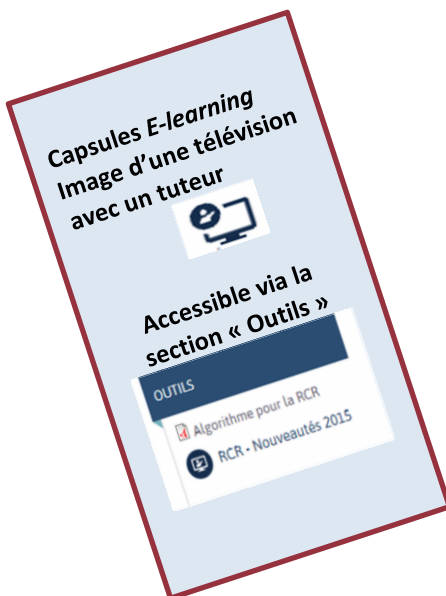 Capsules E-learning
Image d’une télévision
avec un tuteur
Accessible via la
section « Outils »
OUTILS
Algorithme pour la RCR
RCR - Nouveautés 2015